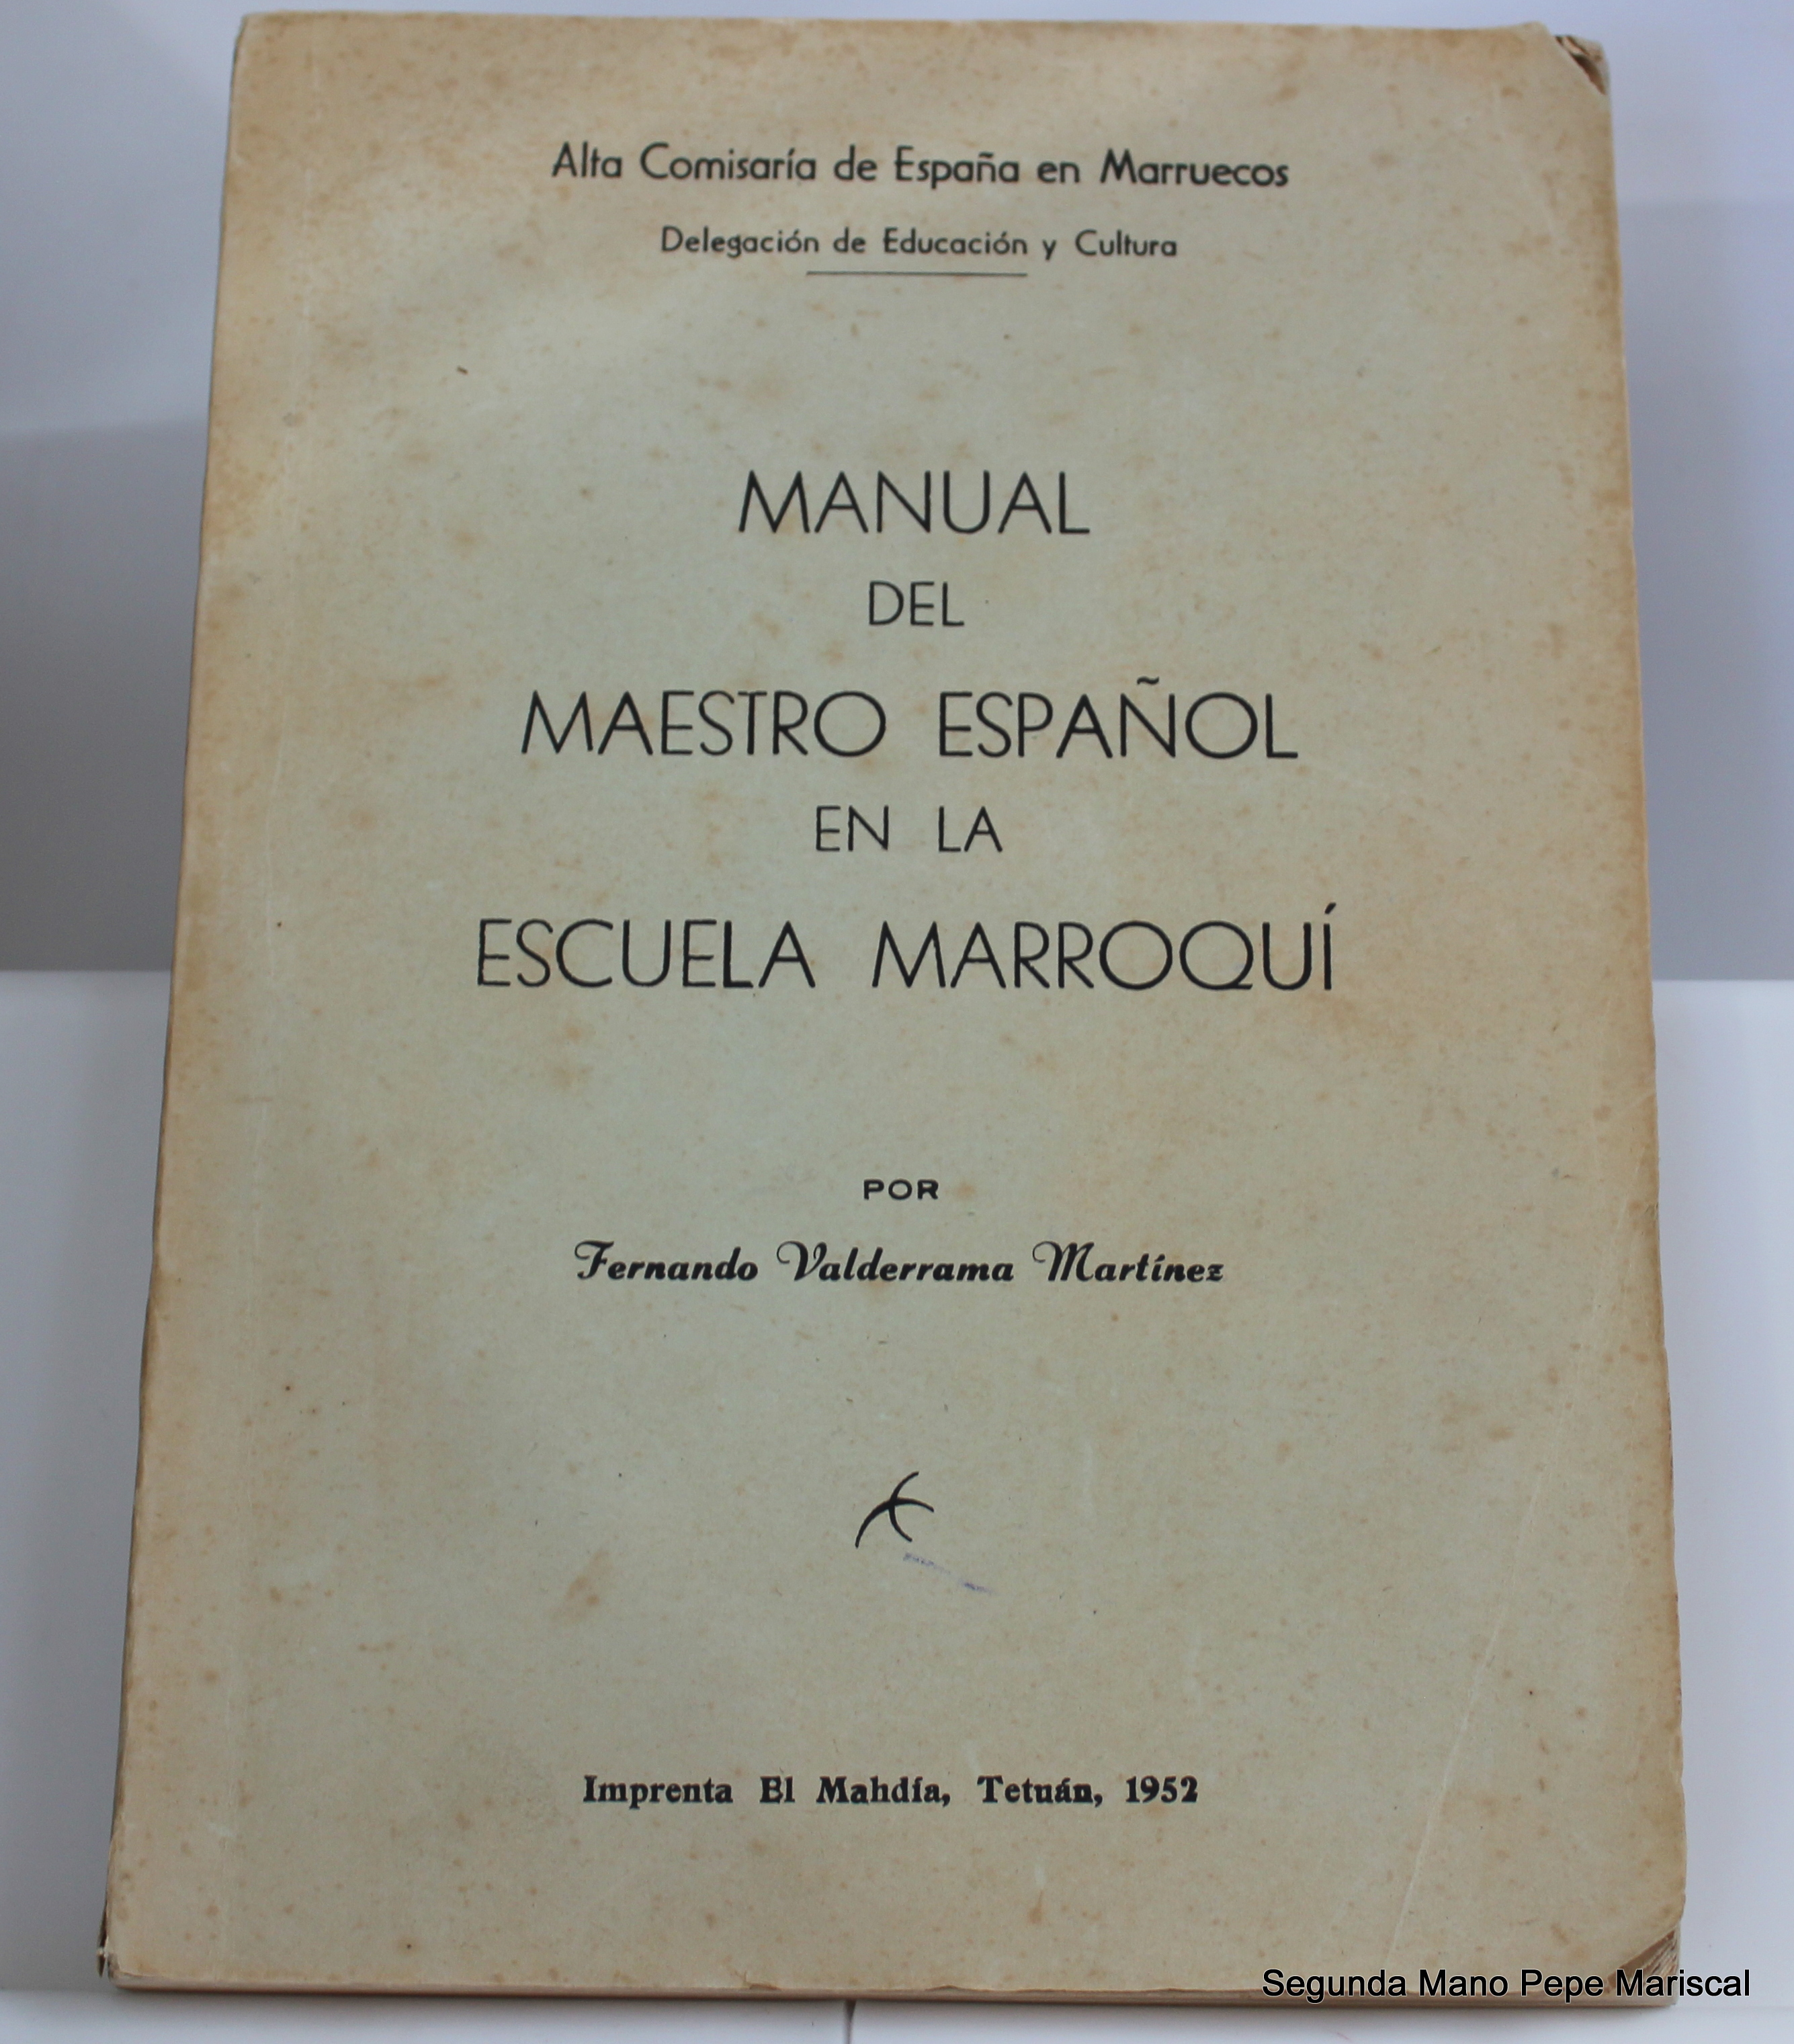 Alta Comisaría de España en Marruecos
Delegación de Educación y Cultura
MANUAL
DEL
MAESTRO ESPAÑOL
EN LA
ESCUELA MARROQUÍ
POR
Fernando Valderrama Martínez
Imprenta El Mahdía, Tetuán, 1952
Segunda Mano Pepe Mariscal